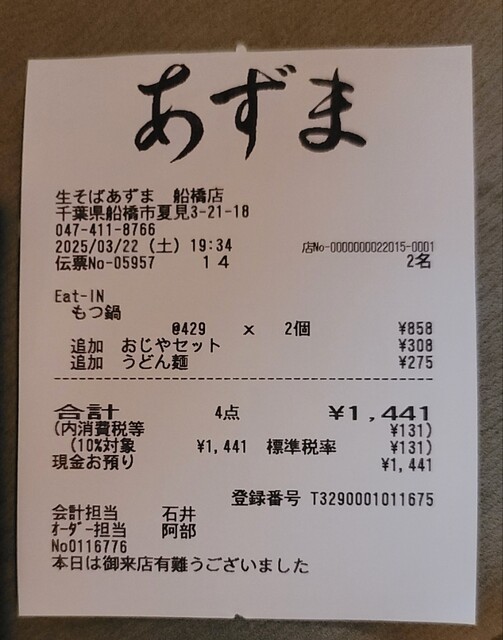 あずま
生そばあずま 船橋店
千葉県船橋市夏見3-21-18
047-411-8766
2025/03/22 (土) 19:34 店No-0000000022015-0001
伝票No-05957 14 2名
Eat-IN
もつ鍋
@429 x 2個 ¥858
追加 おじやセット ¥308
追加 うどん麺 ¥275
合計 4点 ¥1,441
(内消費税等 ¥131)
(10%対象 ¥1,441 標準税率 ¥131)
現金お預り ¥1,441
登録番号 T3290001011675
会計担当 石井
ｵｰﾀﾞｰ担当 阿部
No0116776
本日は御来店有難うございました